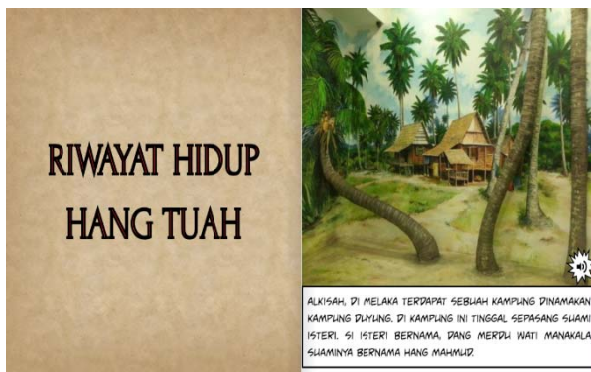 RIWAYAT HIDUP
HANG TUAH
ALKISAH, DI MELAKA TERDAPAT SEBUAH KAMPUNG DINAMAKAN
KAMPUNG DUYUNG. DI KAMPUNG INI TINGGAL SEPASANG SUAMI
ISTERI. SI ISTERI BERNAMA, DANG MERDU WATI MANAKALA
SUAMINYA BERNAMA HANG MAHMUD.